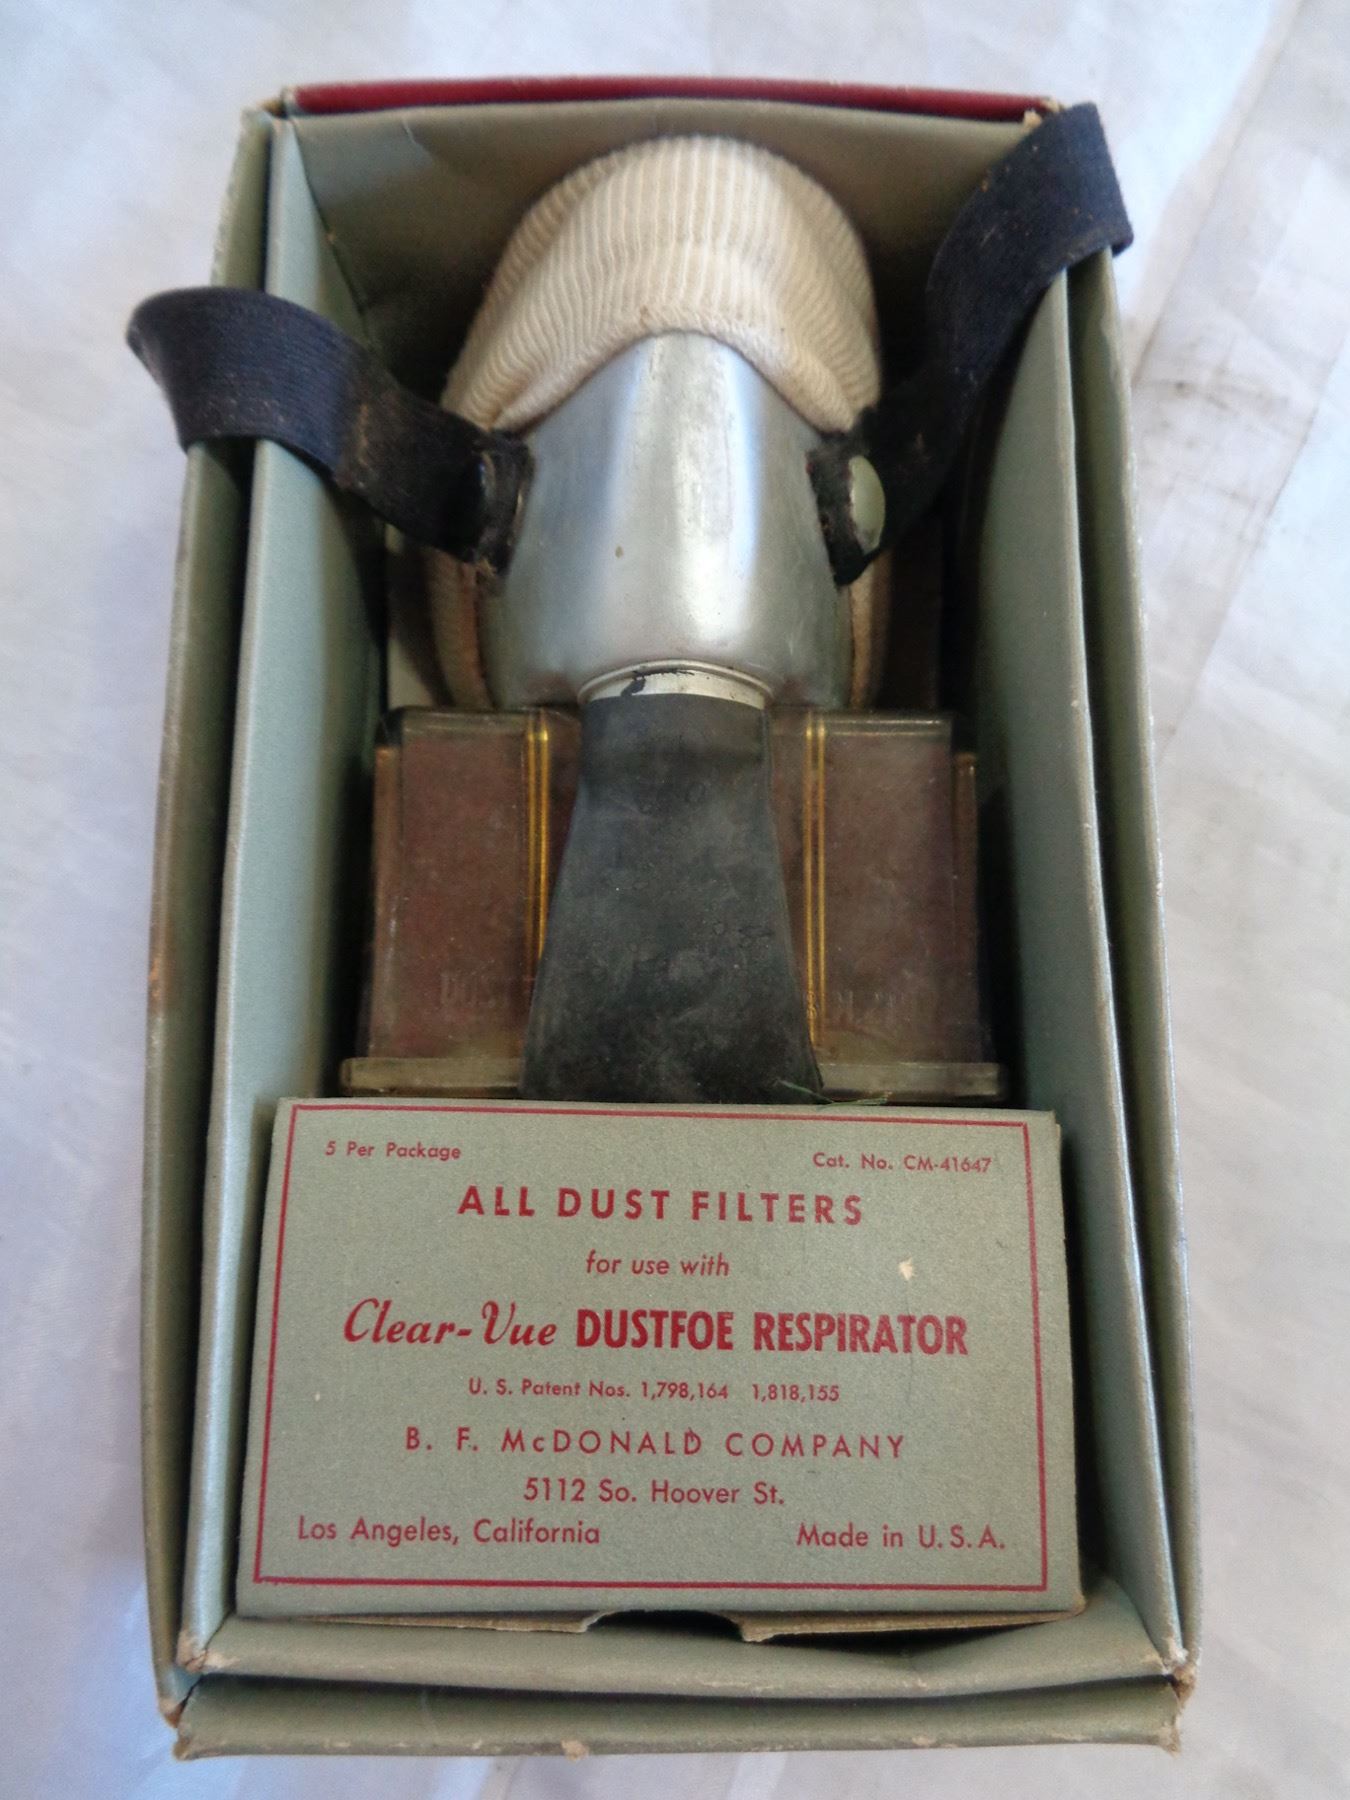 5 Per Package Cat. No. CM-41647
ALL DUST FILTERS
for use with
Clear-Vue DUSTFOE RESPIRATOR
U. S. Patent Nos. 1,798,164 1,818,155
B. F. McDONALD COMPANY
5112 So. Hoover St.
Los Angeles, California Made in U.S.A.